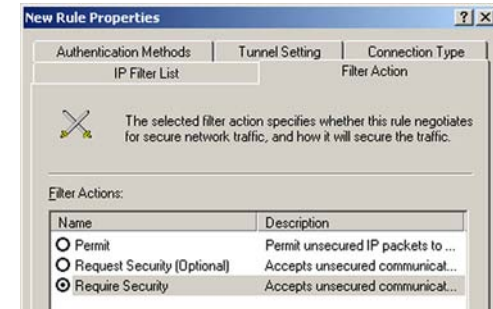 New Rule Properties
Authentication Methods Tunnel Setting Connection Type
IP Filter List Filter Action
The selected filter action specifies whether this rule negotiates
for secure network traffic, and how it will secure the traffic.
Filter Actions:
Name Description
Permit Permit unsecured IP packets to ...
Request Security (Optional) Accepts unsecured communicat...
Require Security Accepts unsecured communicat...